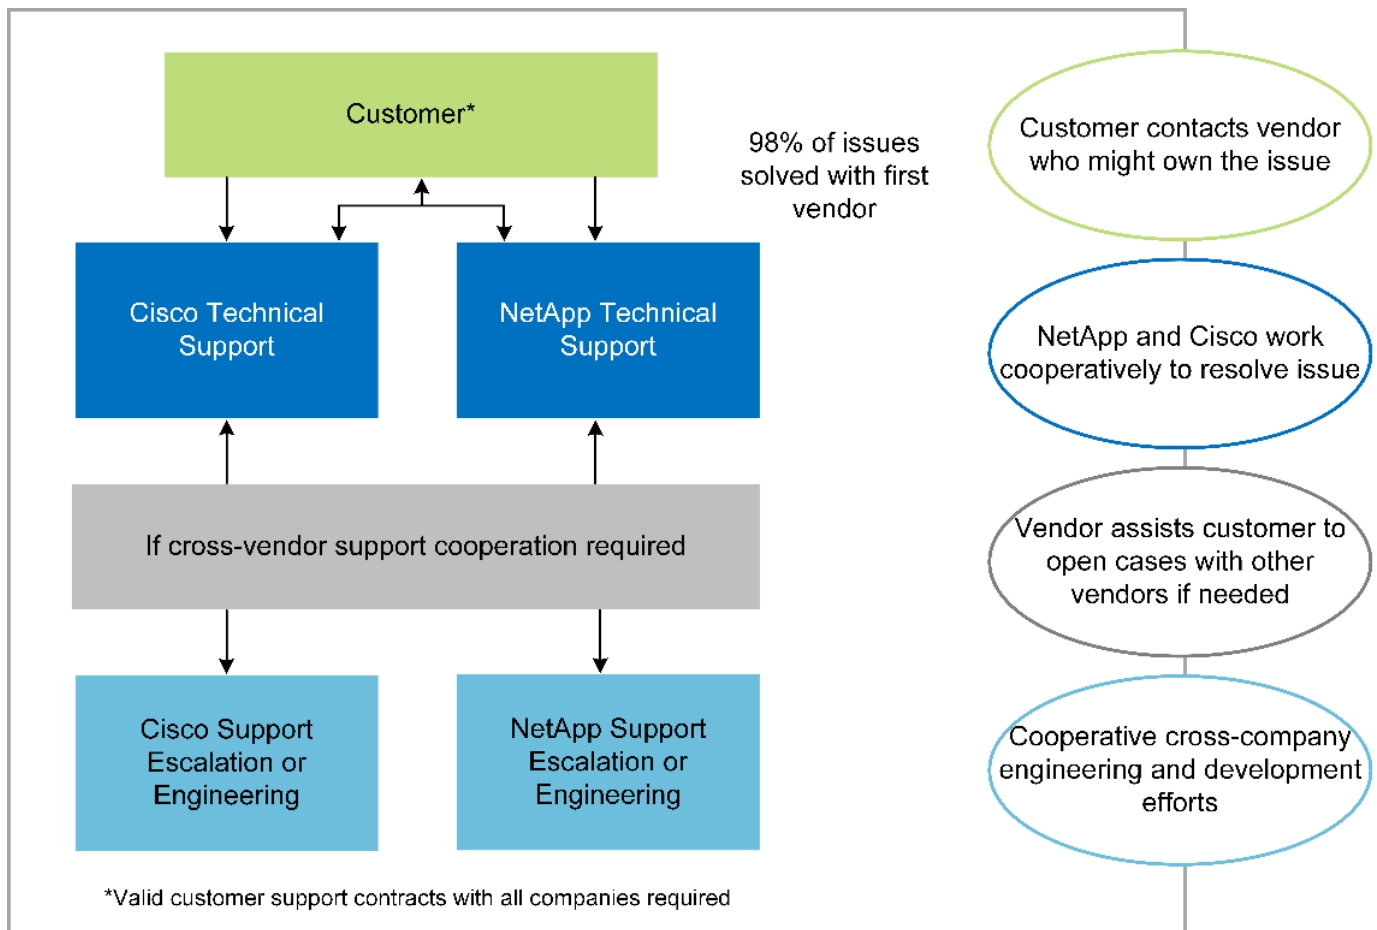 Customer*
98% of issues
solved with first
vendor
Cisco Technical
Support
NetApp Technical
Support
If cross-vendor support cooperation required
Cisco Support
Escalation or
Engineering
NetApp Support
Escalation or
Engineering
*Valid customer support contracts with all companies required
Customer contacts vendor
who might own the issue
NetApp and Cisco work
cooperatively to resolve issue
Vendor assists customer to
open cases with other
vendors if needed
Cooperative cross-company
engineering and development
efforts